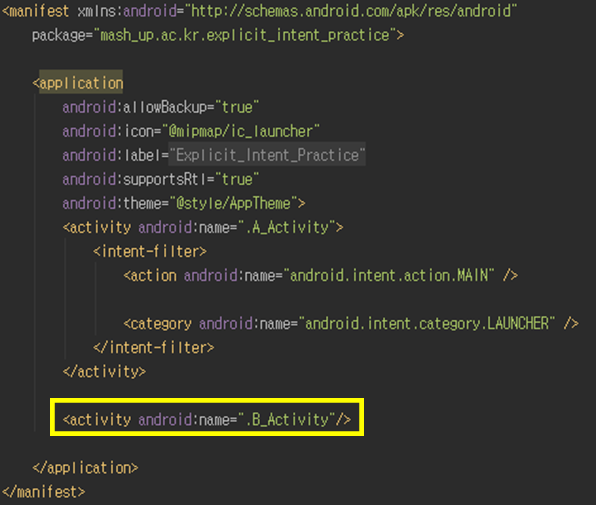 <manifest xmlns:android="http://schemas.android.com/apk/res/android"
package="mash_up.ac.kr.explicit_intent_practice">
<application
android:allowBackup="true"
android:icon="@mipmap/ic_launcher"
android:label="Explicit_Intent_Practice"
android:supportsRtl="true"
android:theme="@style/AppTheme">
<activity android:name=".A_Activity">
<intent-filter>
<action android:name="android.intent.action.MAIN" />
<category android:name="android.intent.category.LAUNCHER" />
</intent-filter>
</activity>
<activity android:name=".B_Activity"/>
</application>
</manifest>